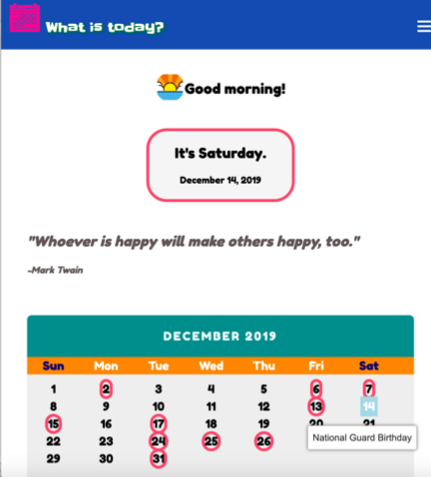 What is today?
Good morning!
It's Saturday.
December 14, 2019
"Whoever is happy will make others happy, too."
-Mark Twain
DECEMBER 2019
Sun Mon Tue Wed Thu Fri Sat
1 2 3 4 5 6 7
8 9 10 11 12 13 14
15 16 17 18 19 20 21
National Guard Birthday
22 23 24 25 26
29 30 31